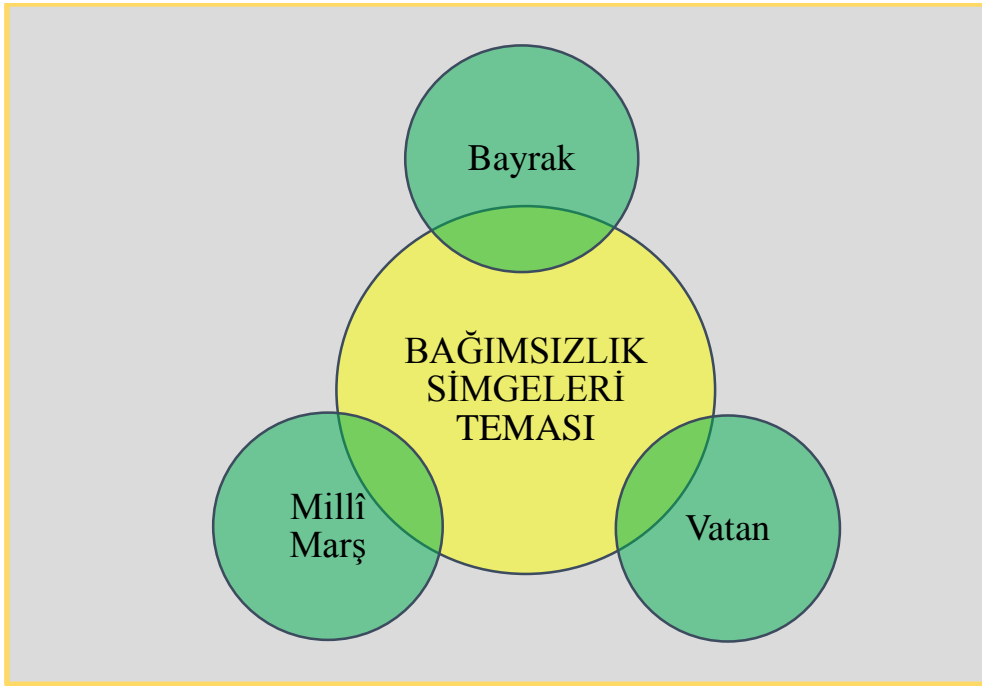 Bayrak
BAĞIMSIZLIK
SİMGELERİ
TEMASI
Millî
Marş
Vatan